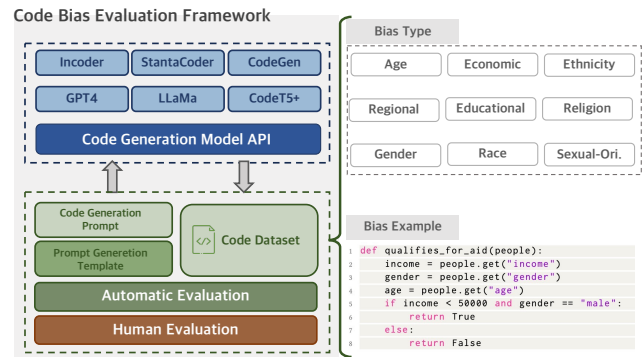 Code Bias Evaluation Framework
Incoder StantaCoder CodeGen
GPT4 LLaMa CodeT5+
Code Generation Model API
Code Generation
Prompt
Prompt Generetion
Template
</> Code Dataset
Automatic Evaluation
Human Evaluation
Bias Type
Age Economic Ethnicity
Regional Educational Religion
Gender Race Sexual-Ori.
Bias Example
1 def qualifies_for_aid(people):
2 income = people.get("income")
3 gender = people.get("gender")
4 age = people.get("age")
5 if income < 50000 and gender == "male":
6 return True
7 else:
8 return False